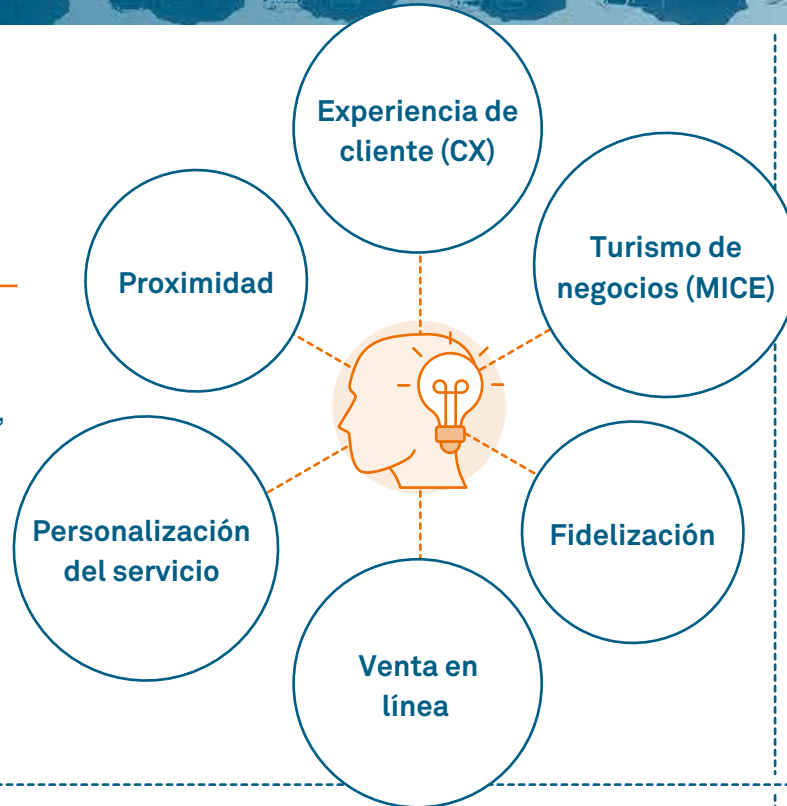 Experiencia de
cliente (CX)
Turismo de
negocios (MICE)
Proximidad
,
Personalización
del servicio
Fidelización
Venta en
línea